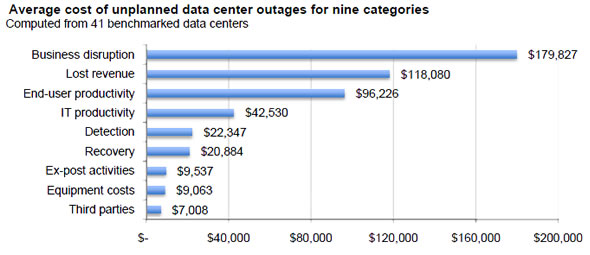 Average cost of unplanned data center outages for nine categories
Computed from 41 benchmarked data centers
Business disruption $179,827
Lost revenue $118,080
End-user productivity $96,226
IT productivity $42,530
Detection $22,347
Recovery $20,884
Ex-post activities $9,537
Equipment costs $9,063
Third parties $7,008
$- $40,000 $80,000 $120,000 $160,000 $200,000